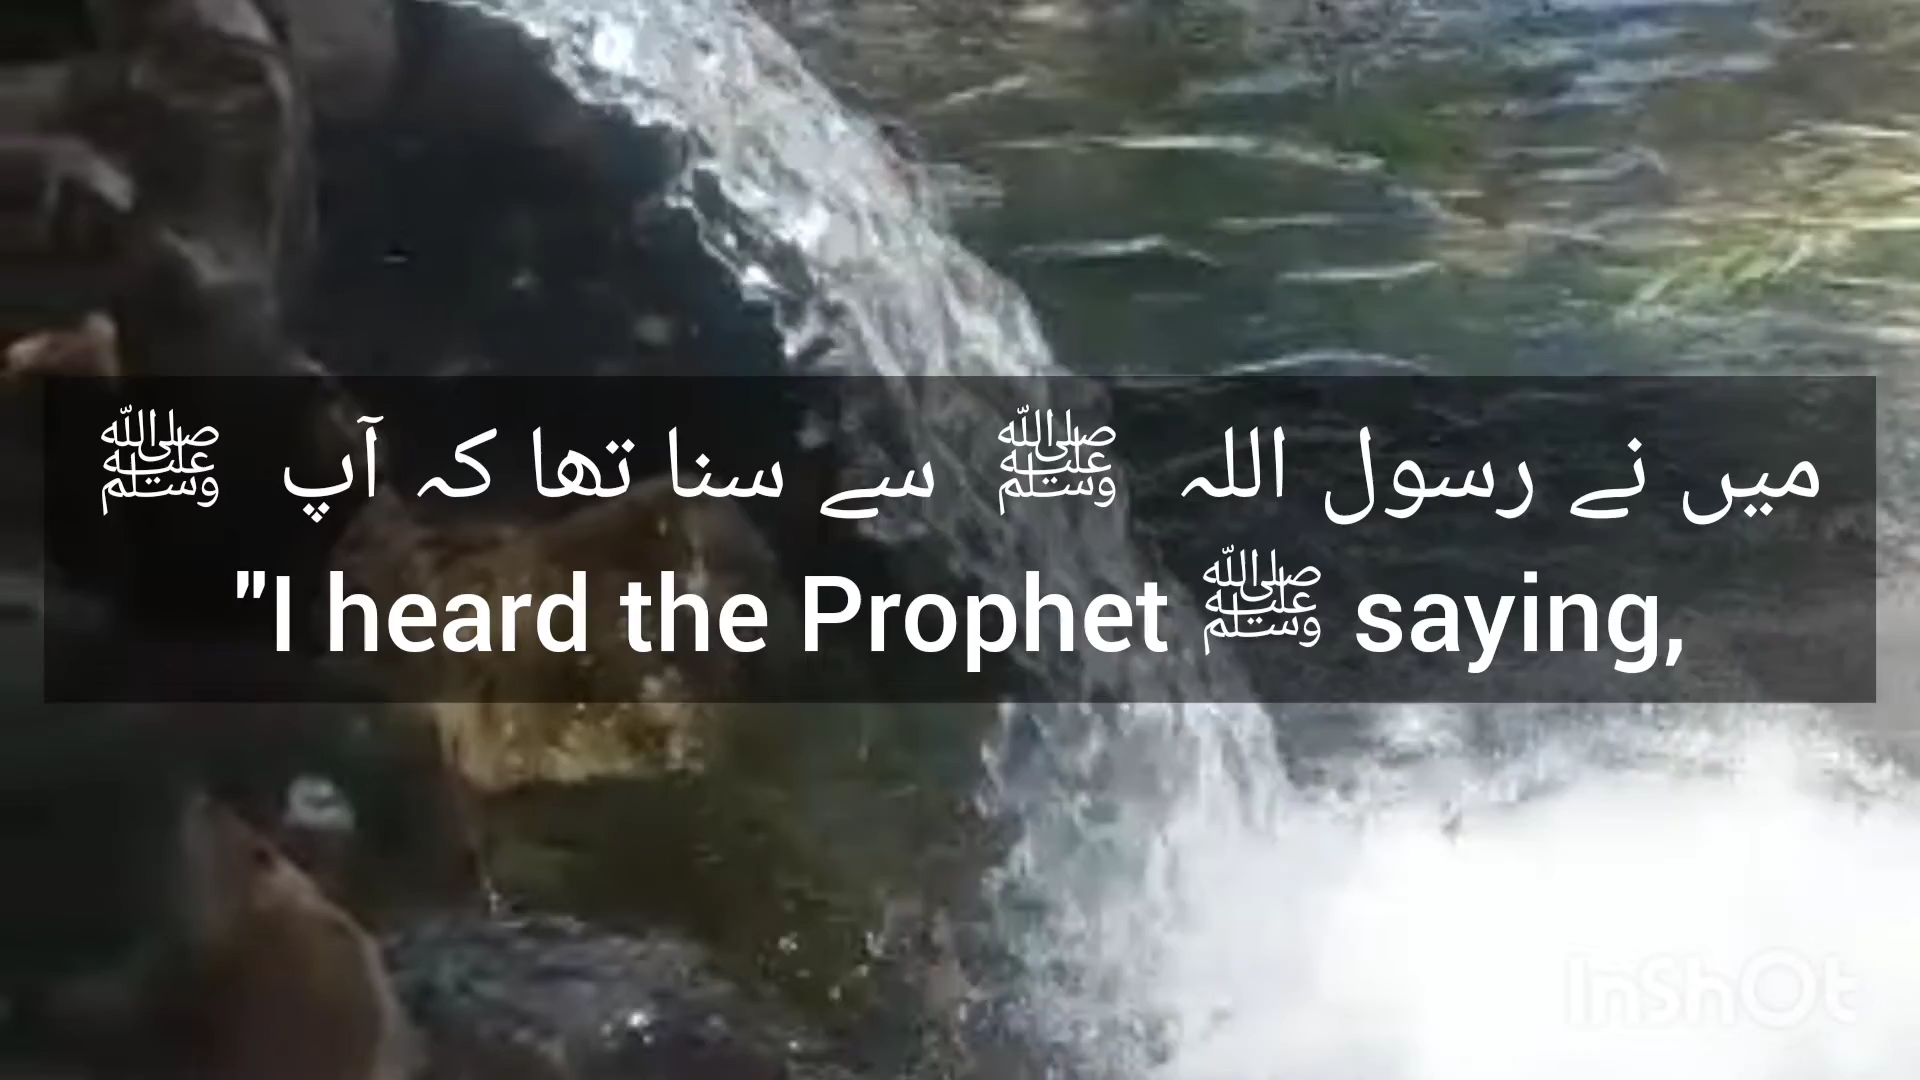 میں نے رسول اللہ ﷺ سے سنا تھا کہ آپ ﷺ
"I heard the Prophet ﷺ saying,
InShOt